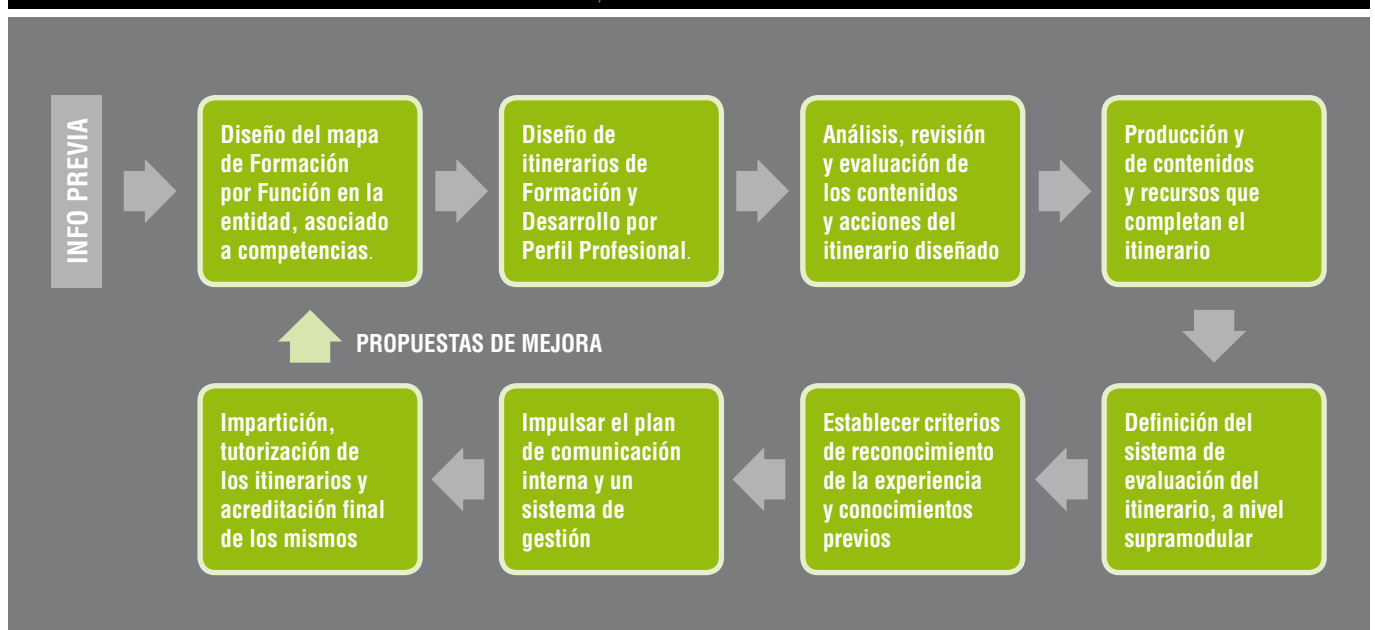 INFO PREVIA
Diseño del mapa
de Formación
por Función en la
entidad, asociado
a competencias.
Diseño de
itinerarios de
Formación y
Desarrollo por
Perfil Profesional.
Análisis, revisión
y evaluación de
los contenidos
y acciones del
itinerario diseñado
Producción y
de contenidos
y recursos que
completan el
itinerario
Definición del
sistema de
evaluación del
itinerario, a nivel
supramodular
Establecer criterios
de reconocimiento
de la experiencia
y conocimientos
previos
Impulsar el plan
de comunicación
interna y un
sistema de
gestión
Impartición,
tutorización de
los itinerarios y
acreditación final
de los mismos
PROPUESTAS DE MEJORA